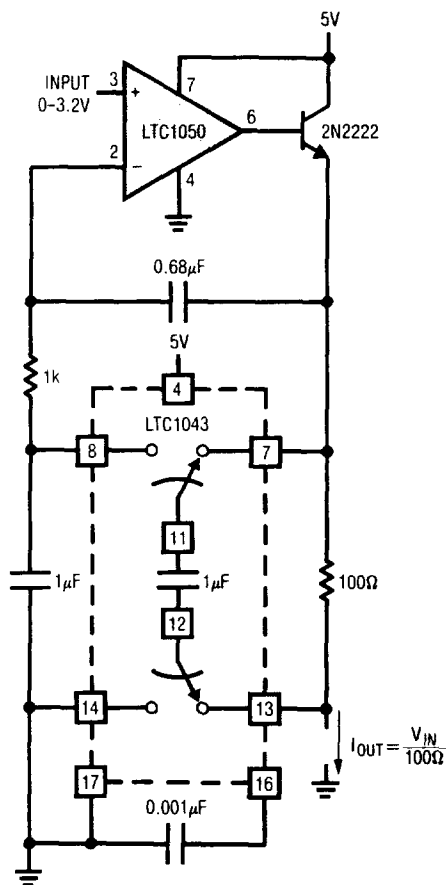 5V
INPUT
0–3.2V
3
+
7
LTC1050
6
2N2222
2
−
4
0.68µF
5V
1k
4
LTC1043
8
7
11
1µF
1µF
12
100Ω
14
13
I_OUT = V_IN / 100Ω
17
16
0.001µF